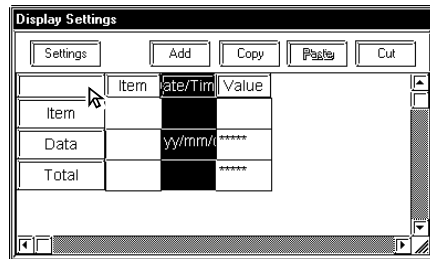 Display Settings
Settings Add Copy Paste Cut
Item ate/Tim Value
Item
Data yy/mm/ *****
Total *****